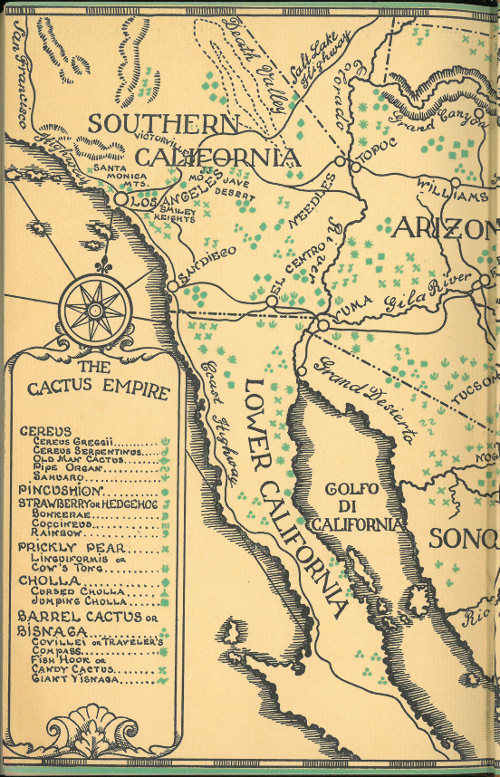 San Francisco
Death Valley
Salt Lake
Highway
Colorado
Grand Canyon
SOUTHERN
CALIFORNIA
VICTORVILLE
TOPOC
SANTA
MONICA
MTS.
MOJAVE
DESERT
NEEDLES
WILLIAMS
LOS ANGELES
SMILEY
HEIGHTS
ARIZON
River
SAN DIEGO
EL CENTRO
YUMA
Gila River
THE
CACTUS EMPIRE
Coast Highway
Grand Desierto
TUCSO
LOWER CALIFORNIA
NOG
CEREUS
CEREUS GREGGII
CEREUS SERPENTINUS
OLD MAN CACTUS
PIPE ORGAN
SAHUARO
PINCUSHION
STRAWBERRY OR HEDGEHOG
BONKERAE
COCCINEUS
RAINBOW
PRICKLY PEAR
LINGUIFORMIS OR
COW'S TONG
CHOLLA
CURSED CHOLLA
JUMPING CHOLLA
BARREL CACTUS OR
BISNAGA
COVILLEI OR TRAVELER'S
COMPASS
FISH HOOK OR
CANDY CACTUS
GIANT VISNAGA
GOLFO
DI
CALIFORNIA
SONO
Rio